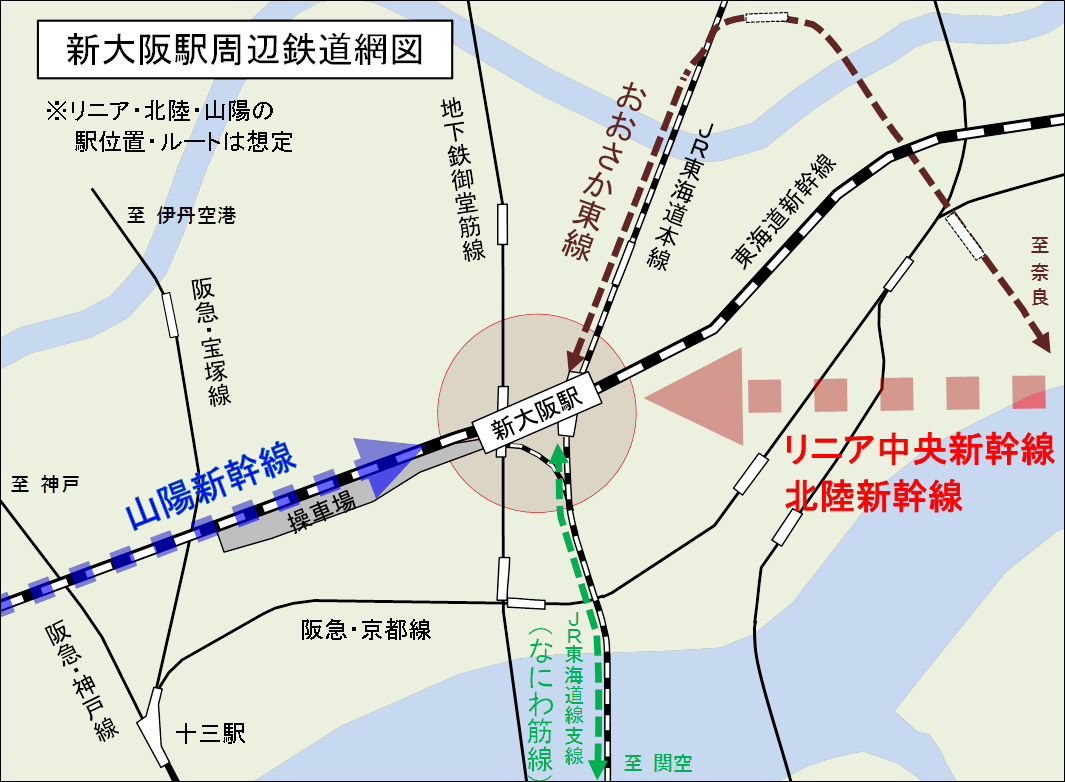 新大阪駅周辺鉄道網図
※リニア・北陸・山陽の
駅位置・ルートは想定
至 伊丹空港
阪急・宝塚線
地下鉄御堂筋線
おおさか東線
JR東海道本線
東海道新幹線
至 奈良
新大阪駅
リニア中央新幹線
北陸新幹線
山陽新幹線
操車場
至 神戸
阪急・神戸線
阪急・京都線
十三駅
JR東海道線支線
(なにわ筋線)
至 関空